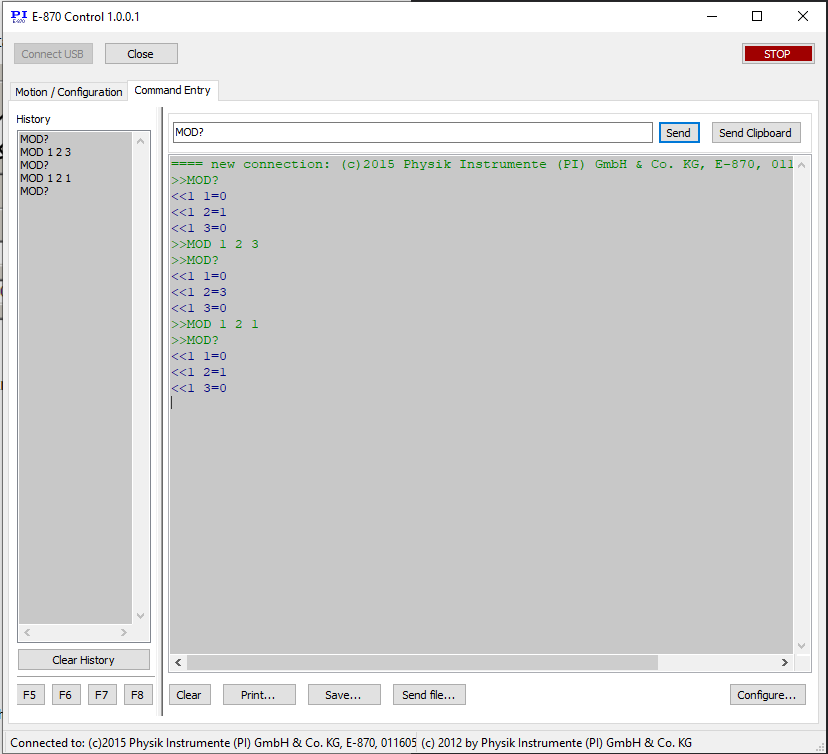 PI E-870 E-870 Control 1.0.0.1
Connect USB Close STOP
Motion / Configuration Command Entry
History
MOD?
MOD 1 2 3
MOD?
MOD 1 2 1
MOD?
Clear History
F5 F6 F7 F8
MOD? Send Send Clipboard
==== new connection: (c)2015 Physik Instrumente (PI) GmbH & Co. KG, E-870, 011
>>MOD?
<<1 1=0
<<1 2=1
<<1 3=0
>>MOD 1 2 3
>>MOD?
<<1 1=0
<<1 2=3
<<1 3=0
>>MOD 1 2 1
>>MOD?
<<1 1=0
<<1 2=1
<<1 3=0
Clear Print... Save... Send file... Configure...
Connected to: (c)2015 Physik Instrumente (PI) GmbH & Co. KG, E-870, 011605 (c) 2012 by Physik Instrumente (PI) GmbH & Co. KG